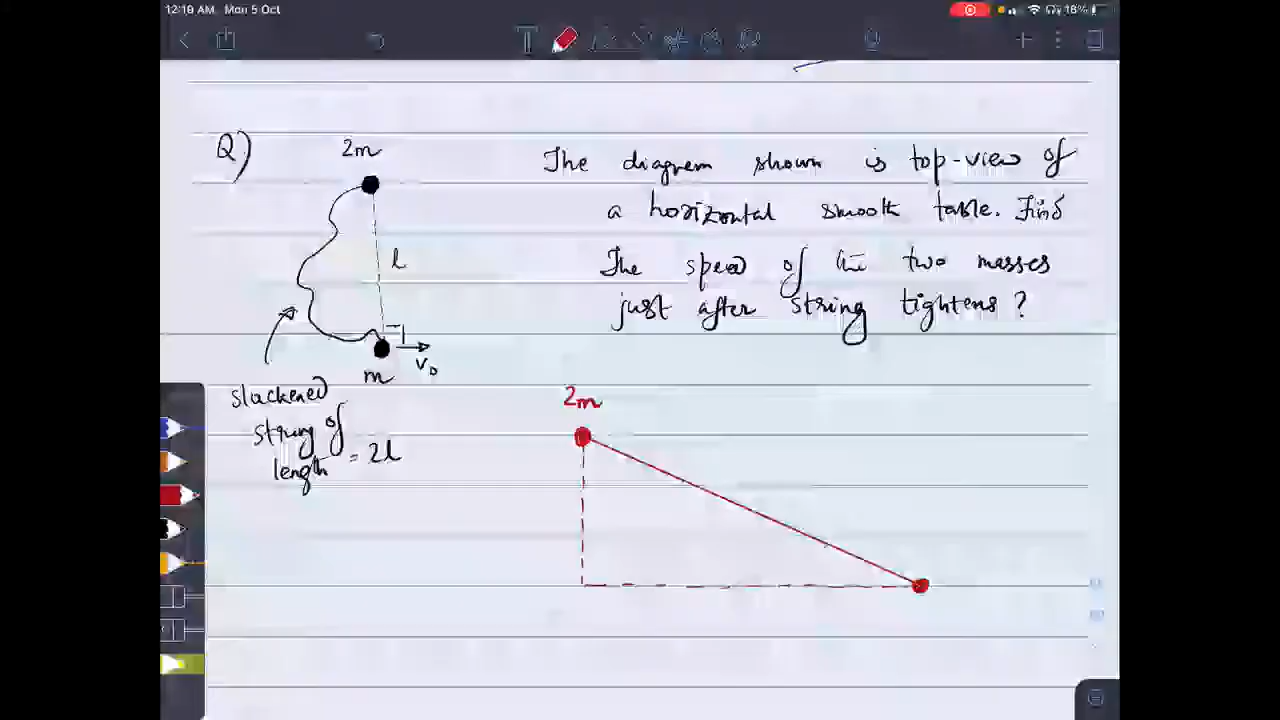 12:19 AM Mon 5 Oct
18%
Q)
2m
l
m
v₀
The diagrem shown is top-view of
a horizontal smooth table. Find
The speed of the two masses
just after string tightens ?
slackened
string of
length = 2l
2m